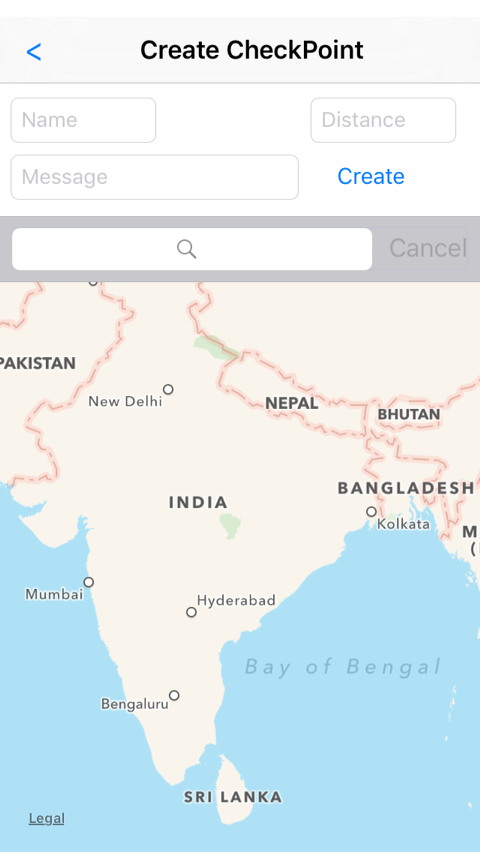 <
Create CheckPoint
Name
Distance
Message
Create
Cancel
PAKISTAN
New Delhi
NEPAL
BHUTAN
BANGLADESH
INDIA
Kolkata
M
(
Mumbai
Hyderabad
Bay of Bengal
Bengaluru
SRI LANKA
Legal